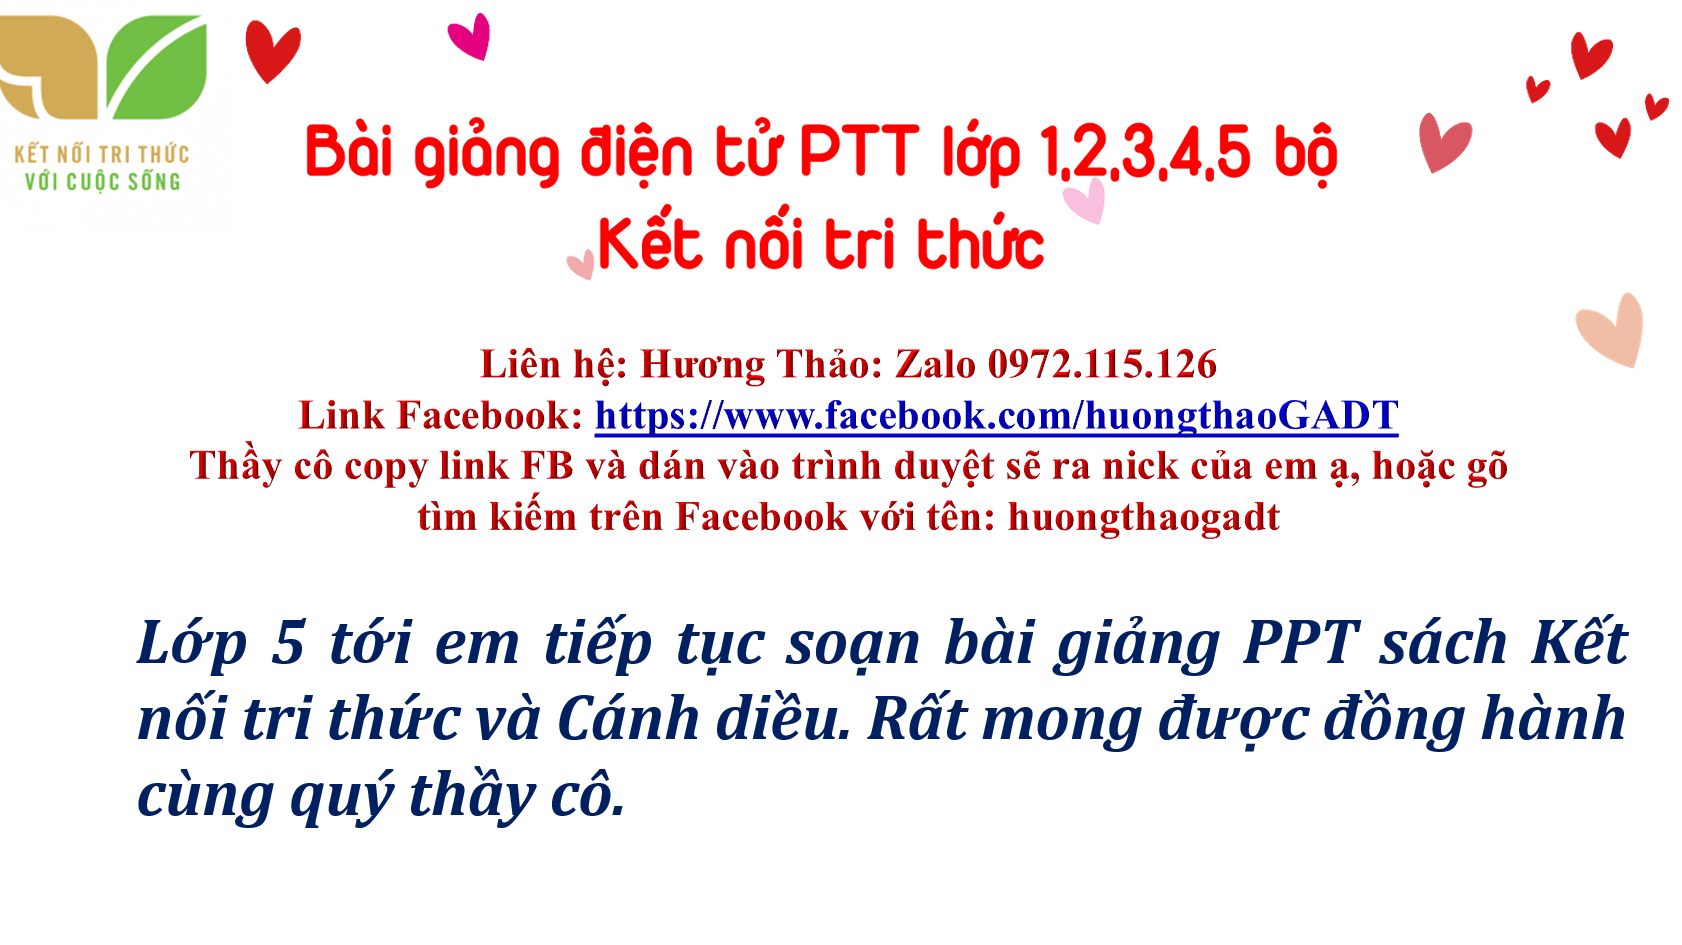 KẾT NỐI TRI THỨC
VỚI CUỘC SỐNG
Bài giảng điện tử PTT lớp 1,2,3,4,5 bộ
Kết nối tri thức
Liên hệ: Hương Thảo: Zalo 0972.115.126
Link Facebook: https://www.facebook.com/huongthaoGADT
Thầy cô copy link FB và dán vào trình duyệt sẽ ra nick của em ạ, hoặc gõ
tìm kiếm trên Facebook với tên: huongthaogadt
Lớp 5 tới em tiếp tục soạn bài giảng PPT sách Kết
nối tri thức và Cánh diều. Rất mong được đồng hành
cùng quý thầy cô.